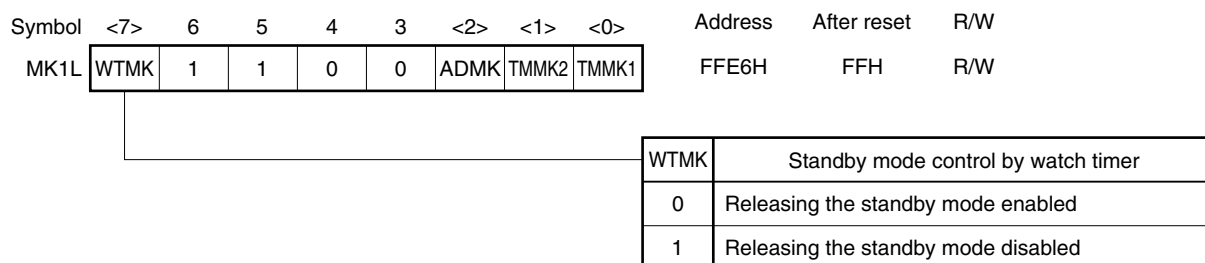 Symbol <7> 6 5 4 3 <2> <1> <0> Address After reset R/W
MK1L WTMK 1 1 0 0 ADMK TMMK2 TMMK1 FFE6H FFH R/W
WTMK Standby mode control by watch timer
0 Releasing the standby mode enabled
1 Releasing the standby mode disabled